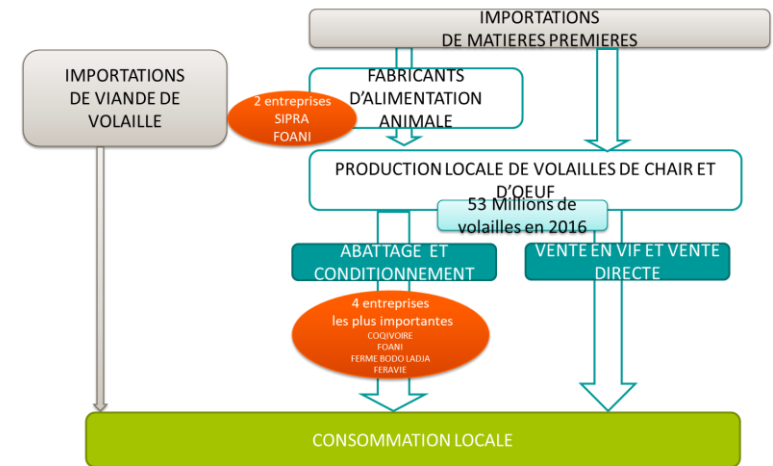 IMPORTATIONS
DE MATIERES PREMIERES
IMPORTATIONS
DE VIANDE DE
VOLAILLE
FABRICANTS
D'ALIMENTATION
ANIMALE
2 entreprises
SIPRA
FOANI
PRODUCTION LOCALE DE VOLAILLES DE CHAIR ET
D'OEUF
53 Millions de
volailles en 2016
ABATTAGE ET
CONDITIONNEMENT
VENTE EN VIF ET VENTE
DIRECTE
4 entreprises
les plus importantes
COQIVOIRE
FOANI
FERME BODO LADJA
FERAVIE
CONSOMMATION LOCALE